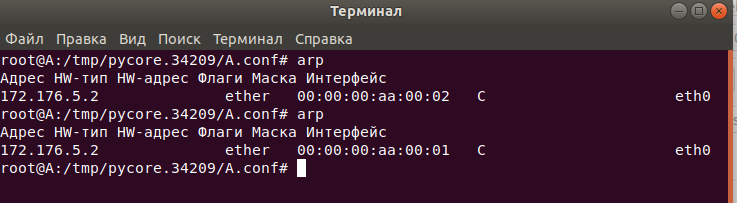 Терминал
Файл Правка Вид Поиск Терминал Справка
root@A:/tmp/pycore.34209/A.conf# arp
Адрес HW-тип HW-адрес Флаги Маска Интерфейс
172.176.5.2 ether 00:00:00:aa:00:02 C eth0
root@A:/tmp/pycore.34209/A.conf# arp
Адрес HW-тип HW-адрес Флаги Маска Интерфейс
172.176.5.2 ether 00:00:00:aa:00:01 C eth0
root@A:/tmp/pycore.34209/A.conf#